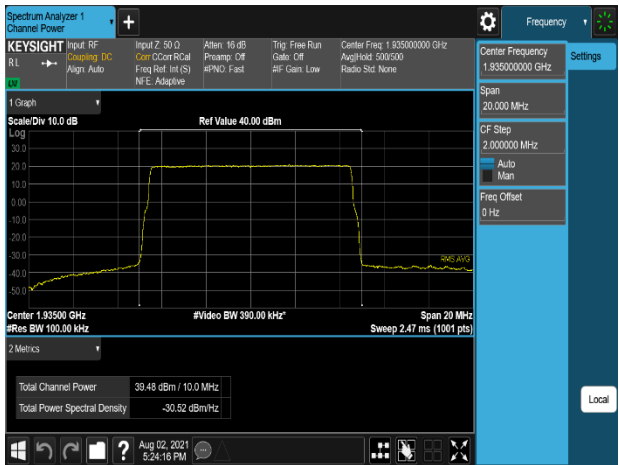 Spectrum Analyzer 1
Channel Power
Frequency
KEYSIGHT
R L
LXI
Input: RF
Coupling: DC
Align: Auto
Input Z: 50 Ω
Corr CCorr RCal
Freq Ref: Int (S)
NFE: Adaptive
Atten: 16 dB
Preamp: Off
#PNO: Fast
Trig: Free Run
Gate: Off
#IF Gain: Low
Center Freq: 1.935000000 GHz
Avg|Hold: 500/500
Radio Std: None
Center Frequency
1.935000000 GHz
Settings
Span
20.000 MHz
CF Step
2.000000 MHz
Auto
Man
Freq Offset
0 Hz
1 Graph
Scale/Div 10.0 dB
Ref Value 40.00 dBm
Log
30.0
20.0
10.0
0.00
-10.0
-20.0
-30.0
-40.0
-50.0
RMS AVG
Center 1.93500 GHz
#Video BW 390.00 kHz*
Span 20 MHz
#Res BW 100.00 kHz
Sweep 2.47 ms (1001 pts)
2 Metrics
Total Channel Power
39.48 dBm / 10.0 MHz
Total Power Spectral Density
-30.52 dBm/Hz
Local
?
Aug 02, 2021
5:24:16 PM